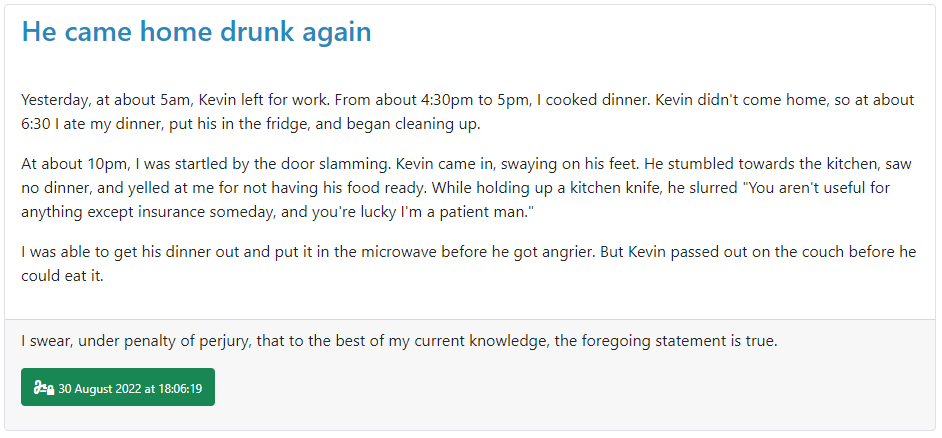 He came home drunk again
Yesterday, at about 5am, Kevin left for work. From about 4:30pm to 5pm, I cooked dinner. Kevin didn't come home, so at about
6:30 I ate my dinner, put his in the fridge, and began cleaning up.
At about 10pm, I was startled by the door slamming. Kevin came in, swaying on his feet. He stumbled towards the kitchen, saw
no dinner, and yelled at me for not having his food ready. While holding up a kitchen knife, he slurred "You aren't useful for
anything except insurance someday, and you're lucky I'm a patient man."
I was able to get his dinner out and put it in the microwave before he got angrier. But Kevin passed out on the couch before he
could eat it.
I swear, under penalty of perjury, that to the best of my current knowledge, the foregoing statement is true.
30 August 2022 at 18:06:19